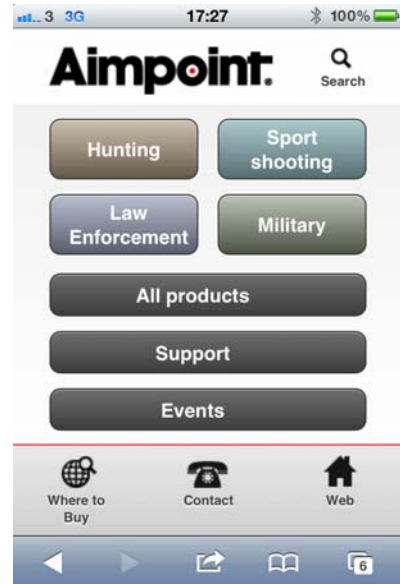 3 3G 17:27 100%
Aimpoint
Search
Hunting
Sport
shooting
Law
Enforcement
Military
All products
Support
Events
Where to
Buy
Contact
Web
6